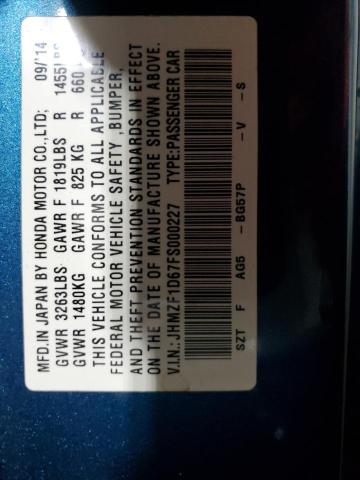 MFD.IN JAPAN BY HONDA MOTOR CO.,LTD; 09/'14
GVWR 3263LBS GAWR F 1819LBS R 1455LBS
GVWR 1480KG GAWR F 825 KG R 660
THIS VEHICLE CONFORMS TO ALL APPLICABLE
FEDERAL MOTOR VEHICLE SAFETY ,BUMPER,
AND THEFT PREVENTION STANDARDS IN EFFECT
ON THE DATE OF MANUFACTURE SHOWN ABOVE.
V.I.N.:JHMZF1D67FS000227 TYPE:PASSENGER CAR
SZT F AG5 -BG57P -V -S